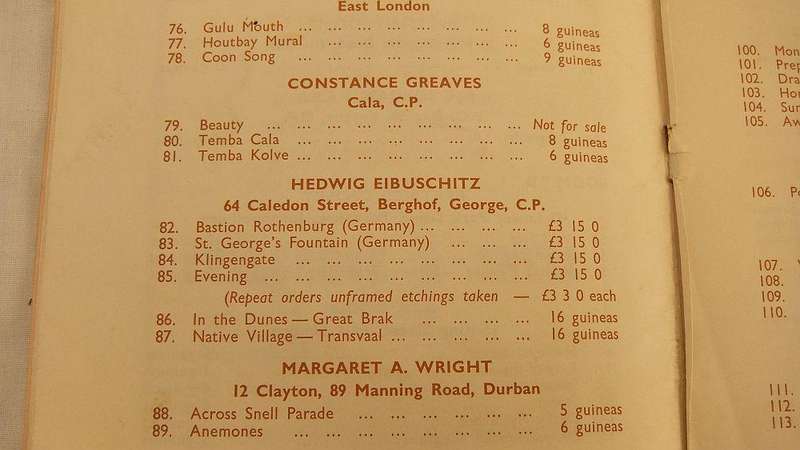 East London
76. Gulu Mouth ... ... ... ... ... ... ... ... 8 guineas
77. Houtbay Mural ... ... ... ... ... ... ... 6 guineas
78. Coon Song ... ... ... ... ... ... ... ... 9 guineas
CONSTANCE GREAVES
Cala, C.P.
79. Beauty ... ... ... ... ... ... ... ... ... Not for sale
80. Temba Cala ... ... ... ... ... ... ... 8 guineas
81. Temba Kolve ... ... ... ... ... ... ... 6 guineas
HEDWIG EIBUSCHITZ
64 Caledon Street, Berghof, George, C.P.
82. Bastion Rothenburg (Germany) ... ... ... ... £3 15 0
83. St. George's Fountain (Germany) ... ... ... £3 15 0
84. Klingengate ... ... ... ... ... ... ... £3 15 0
85. Evening ... ... ... ... ... ... ... ... £3 15 0
(Repeat orders unframed etchings taken — £3 3 0 each
86. In the Dunes — Great Brak ... ... ... ... 16 guineas
87. Native Village — Transvaal ... ... ... ... 16 guineas
MARGARET A. WRIGHT
12 Clayton, 89 Manning Road, Durban
88. Across Snell Parade ... ... ... ... ... ... 5 guineas
89. Anemones ... ... ... ... ... ... ... ... 6 guineas
100.
101.
102.
103.
104.
105.
106.
107.
108.
109.
110.
111.
112.
113.